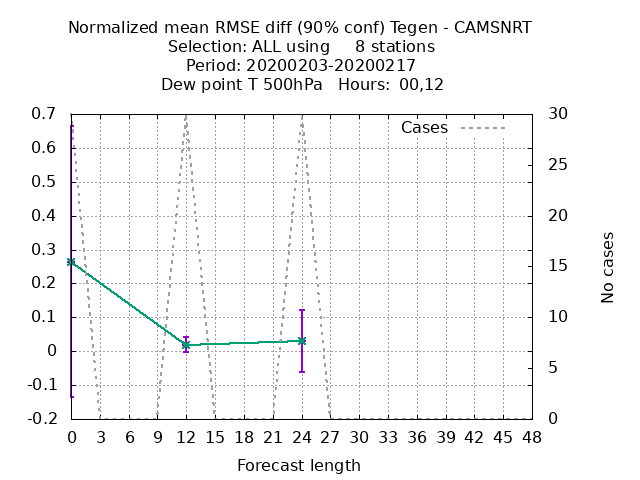 Normalized mean RMSE diff (90% conf) Tegen - CAMSNRT
Selection: ALL using 8 stations
Period: 20200203-20200217
Dew point T 500hPa Hours: 00,12
Cases
0.7
0.6
0.5
0.4
0.3
0.2
0.1
0
-0.1
-0.2
30
25
20
15
10
5
0
No cases
0 3 6 9 12 15 18 21 24 27 30 33 36 39 42 45 48
Forecast length